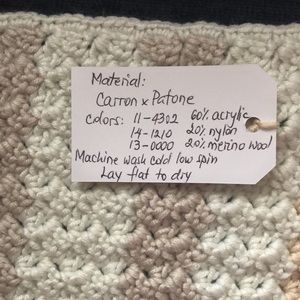 Material:
Carron x Patone
Colors: 11-4302 60% acrylic
14-1210 20% nylon
13-0000 20% merino wool
Machine wash cold low spin
Lay flat to dry